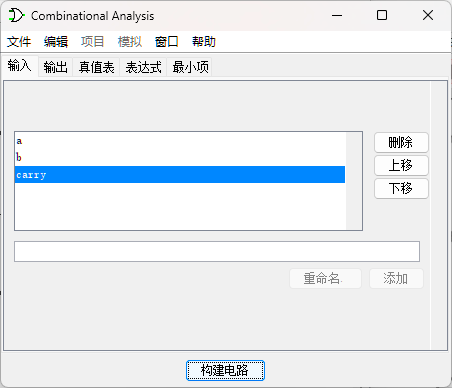 Combinational Analysis
文件 编辑 项目 模拟 窗口 帮助
输入 输出 真值表 表达式 最小项
a
b
carry
删除
上移
下移
重命名
添加
构建电路